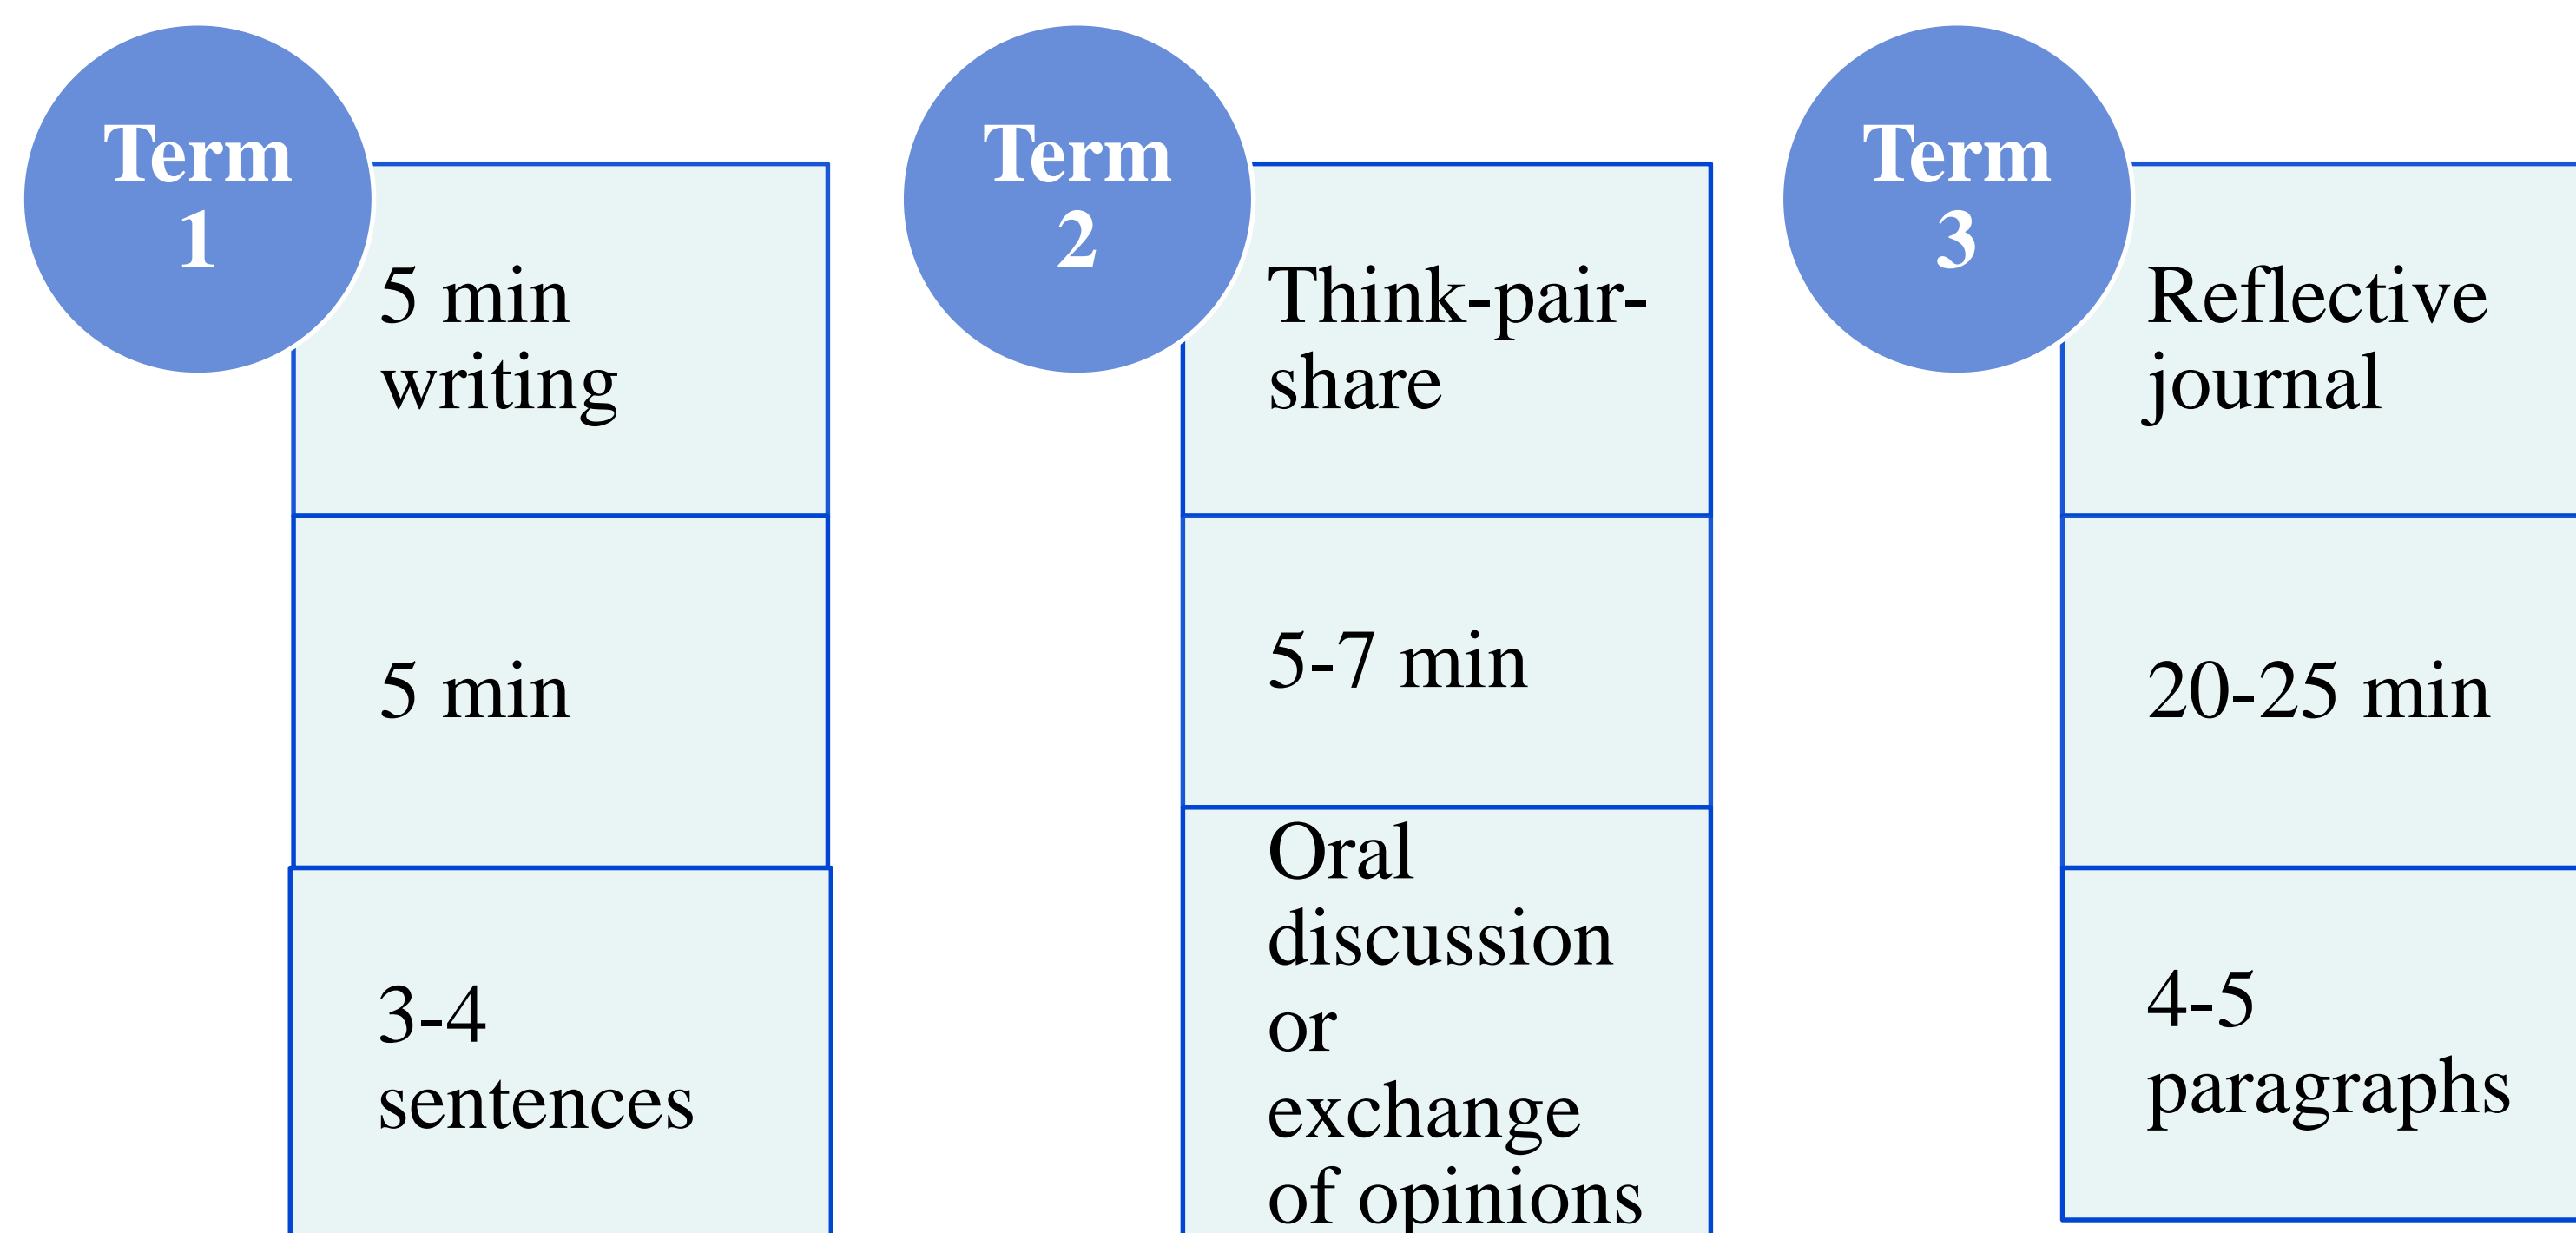 Term
1
5 min
writing
5 min
3-4
sentences
Term
2
Think-pair-
share
5-7 min
Oral
discussion
or
exchange
of opinions
Term
3
Reflective
journal
20-25 min
4-5
paragraphs